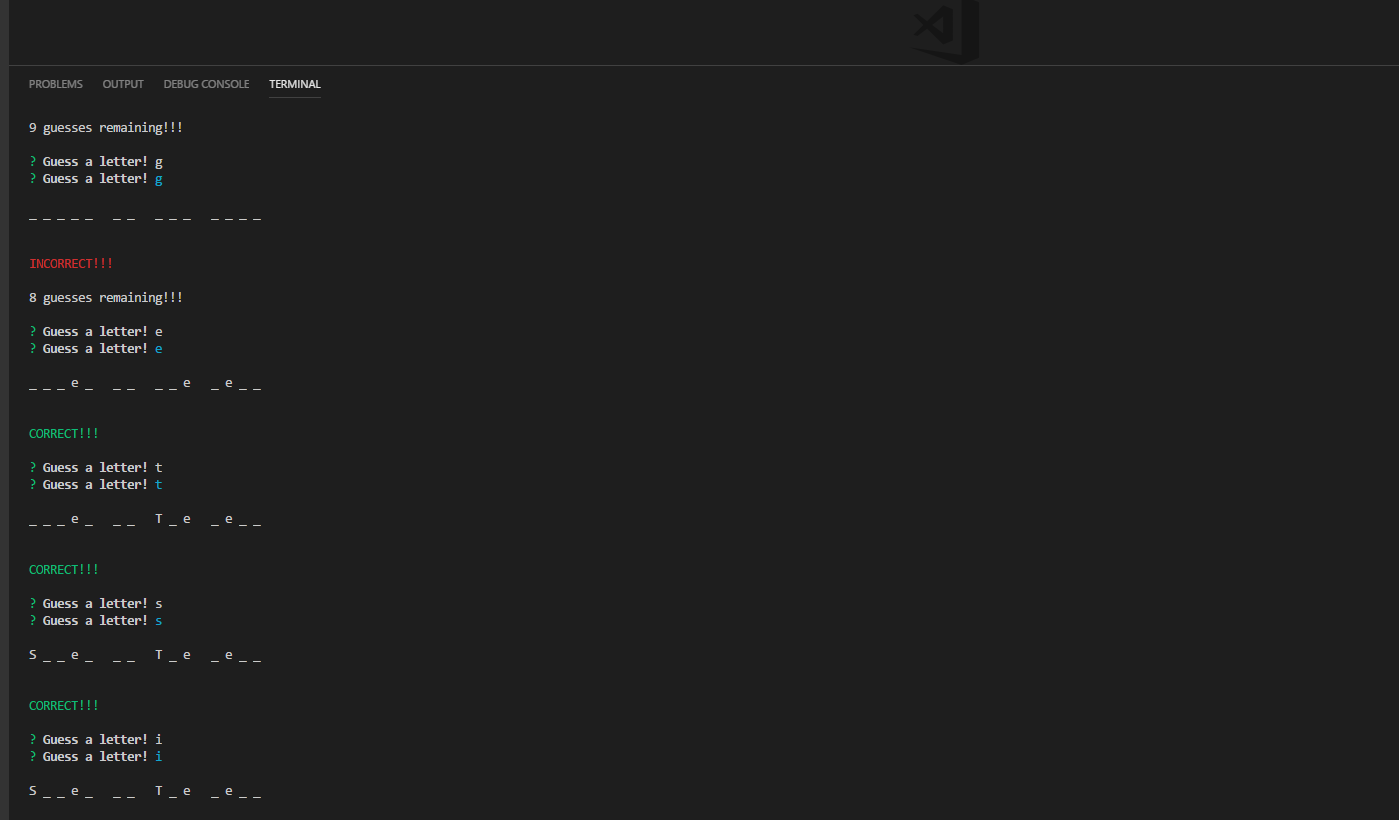 PROBLEMS OUTPUT DEBUG CONSOLE TERMINAL
9 guesses remaining!!!
? Guess a letter! g
? Guess a letter! g
_ _ _ _ _   _ _   _ _ _   _ _ _ _
INCORRECT!!!
8 guesses remaining!!!
? Guess a letter! e
? Guess a letter! e
_ _ _ e _   _ _   _ _ e   _ e _ _
CORRECT!!!
? Guess a letter! t
? Guess a letter! t
_ _ _ e _   _ _   T _ e   _ e _ _
CORRECT!!!
? Guess a letter! s
? Guess a letter! s
S _ _ e _   _ _   T _ e   _ e _ _
CORRECT!!!
? Guess a letter! i
? Guess a letter! i
S _ _ e _   _ _   T _ e   _ e _ _